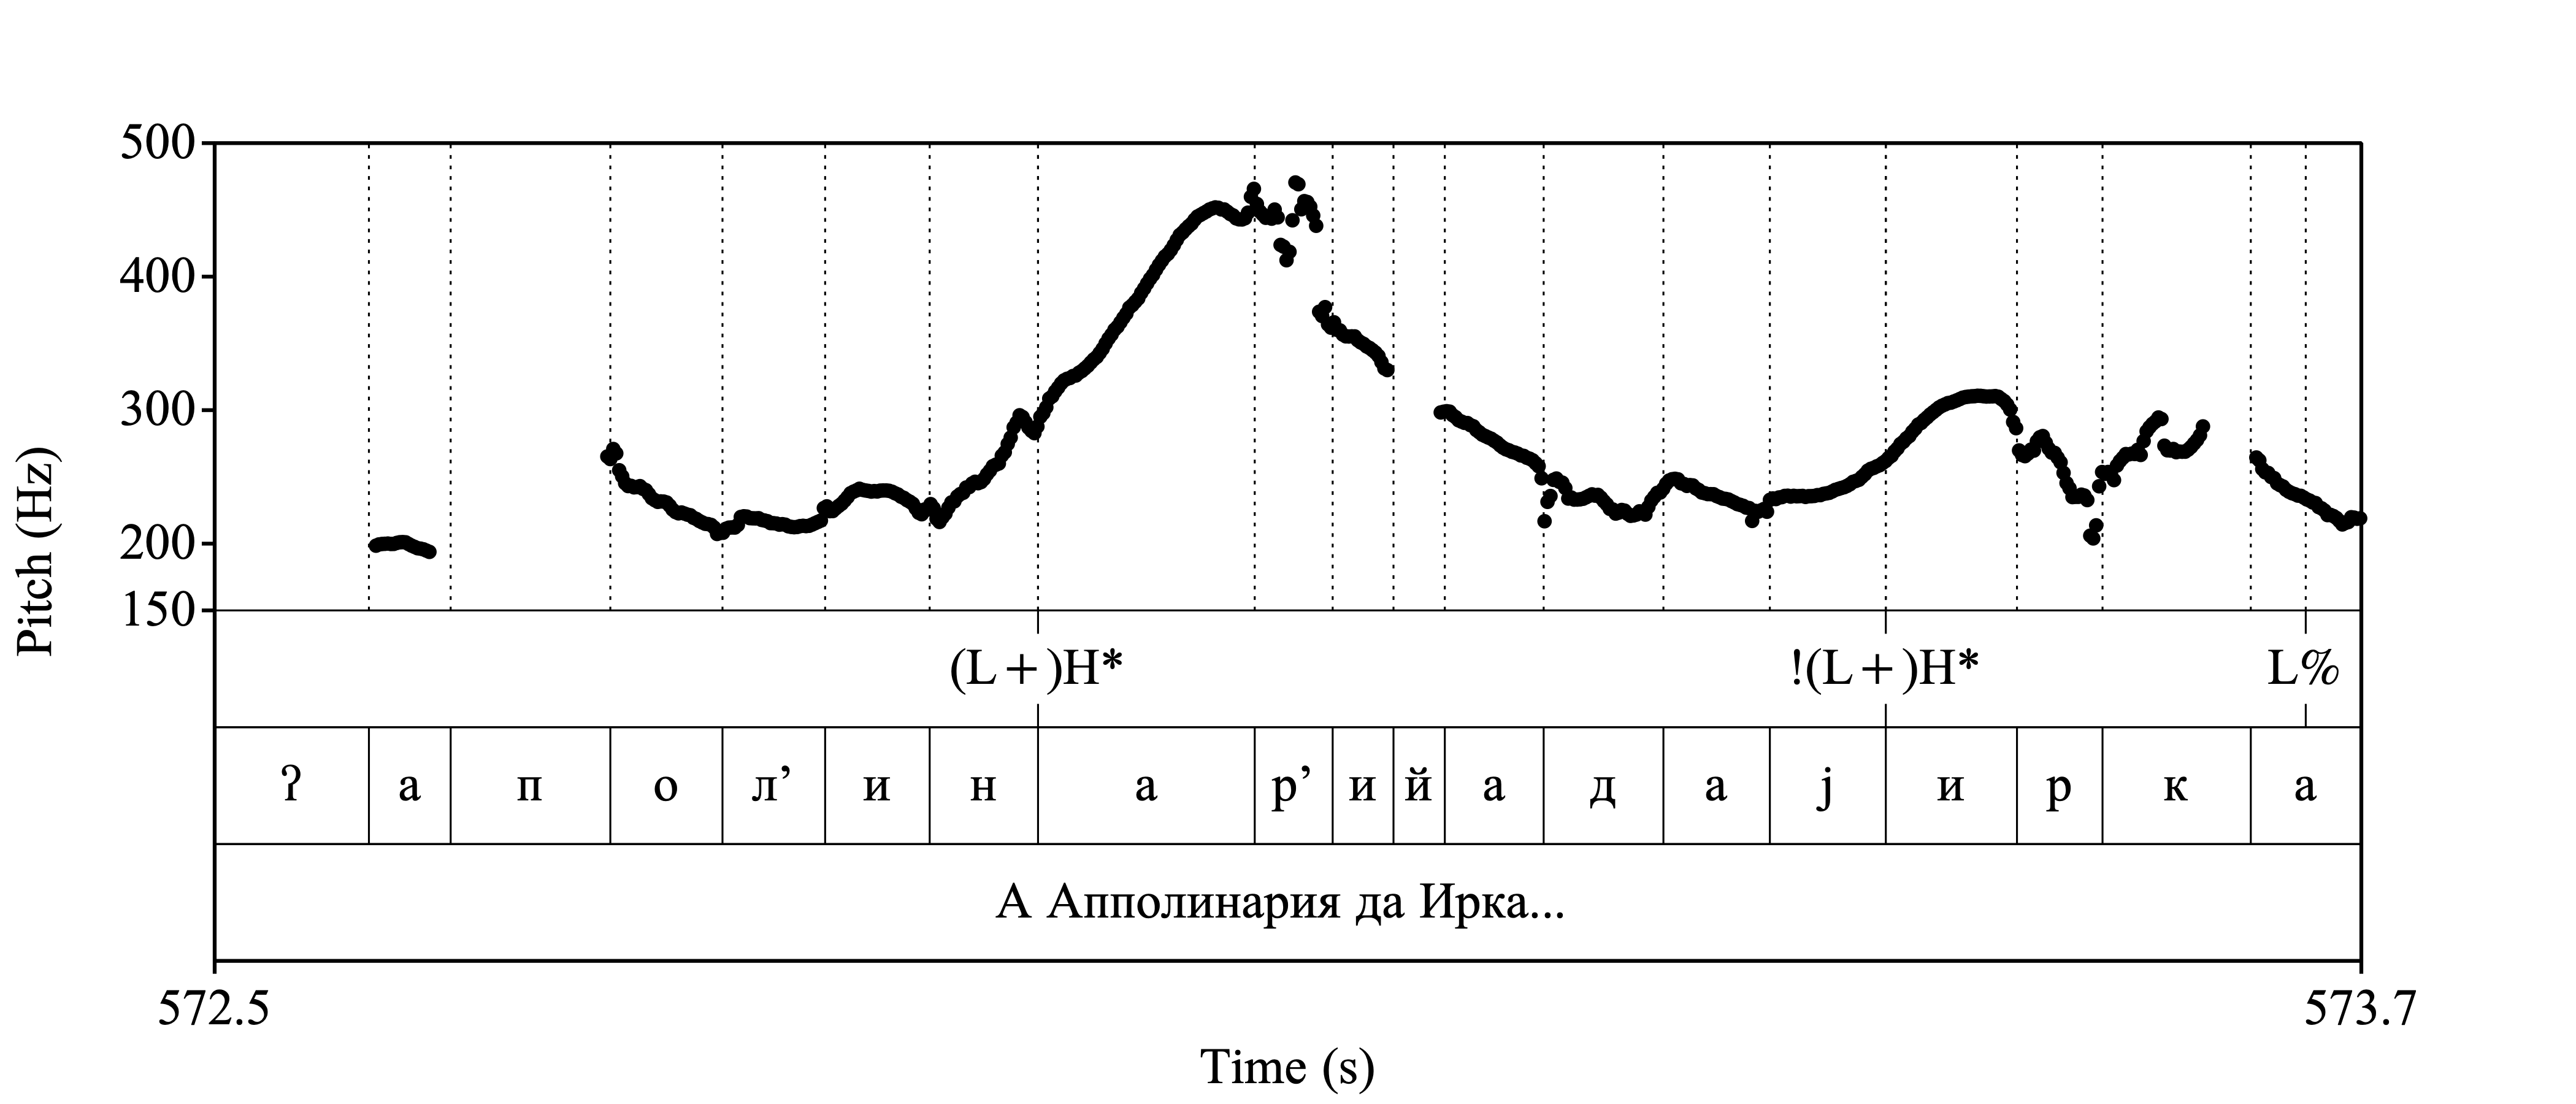 500
400
300
200
150
Pitch (Hz)
(L+)H* !(L+)H* L%
ʔ а п о л’ и н а р’ и й а д а j и р к а
А Апполинария да Ирка...
572.5 573.7
Time (s)